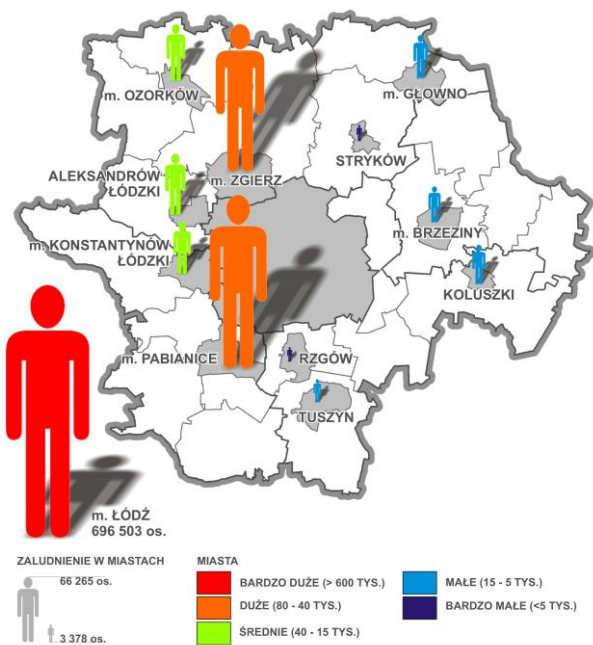 m. OZORKÓW
m. GŁOWNO
STRYKÓW
ALEKSANDRÓW
ŁÓDZKI
m. ZGIERZ
m. KONSTANTYNÓW
ŁÓDZKI
m. BRZEZINY
KOLUSZKI
m. PABIANICE
RZGÓW
TUSZYN
m. ŁÓDŹ
696 503 os.
ZALUDNIENIE W MIASTACH
66 265 os.
3 378 os.
MIASTA
BARDZO DUŻE (> 600 TYS.)
DUŻE (80 - 40 TYS.)
ŚREDNIE (40 - 15 TYS.)
MAŁE (15 - 5 TYS.)
BARDZO MAŁE (<5 TYS.)